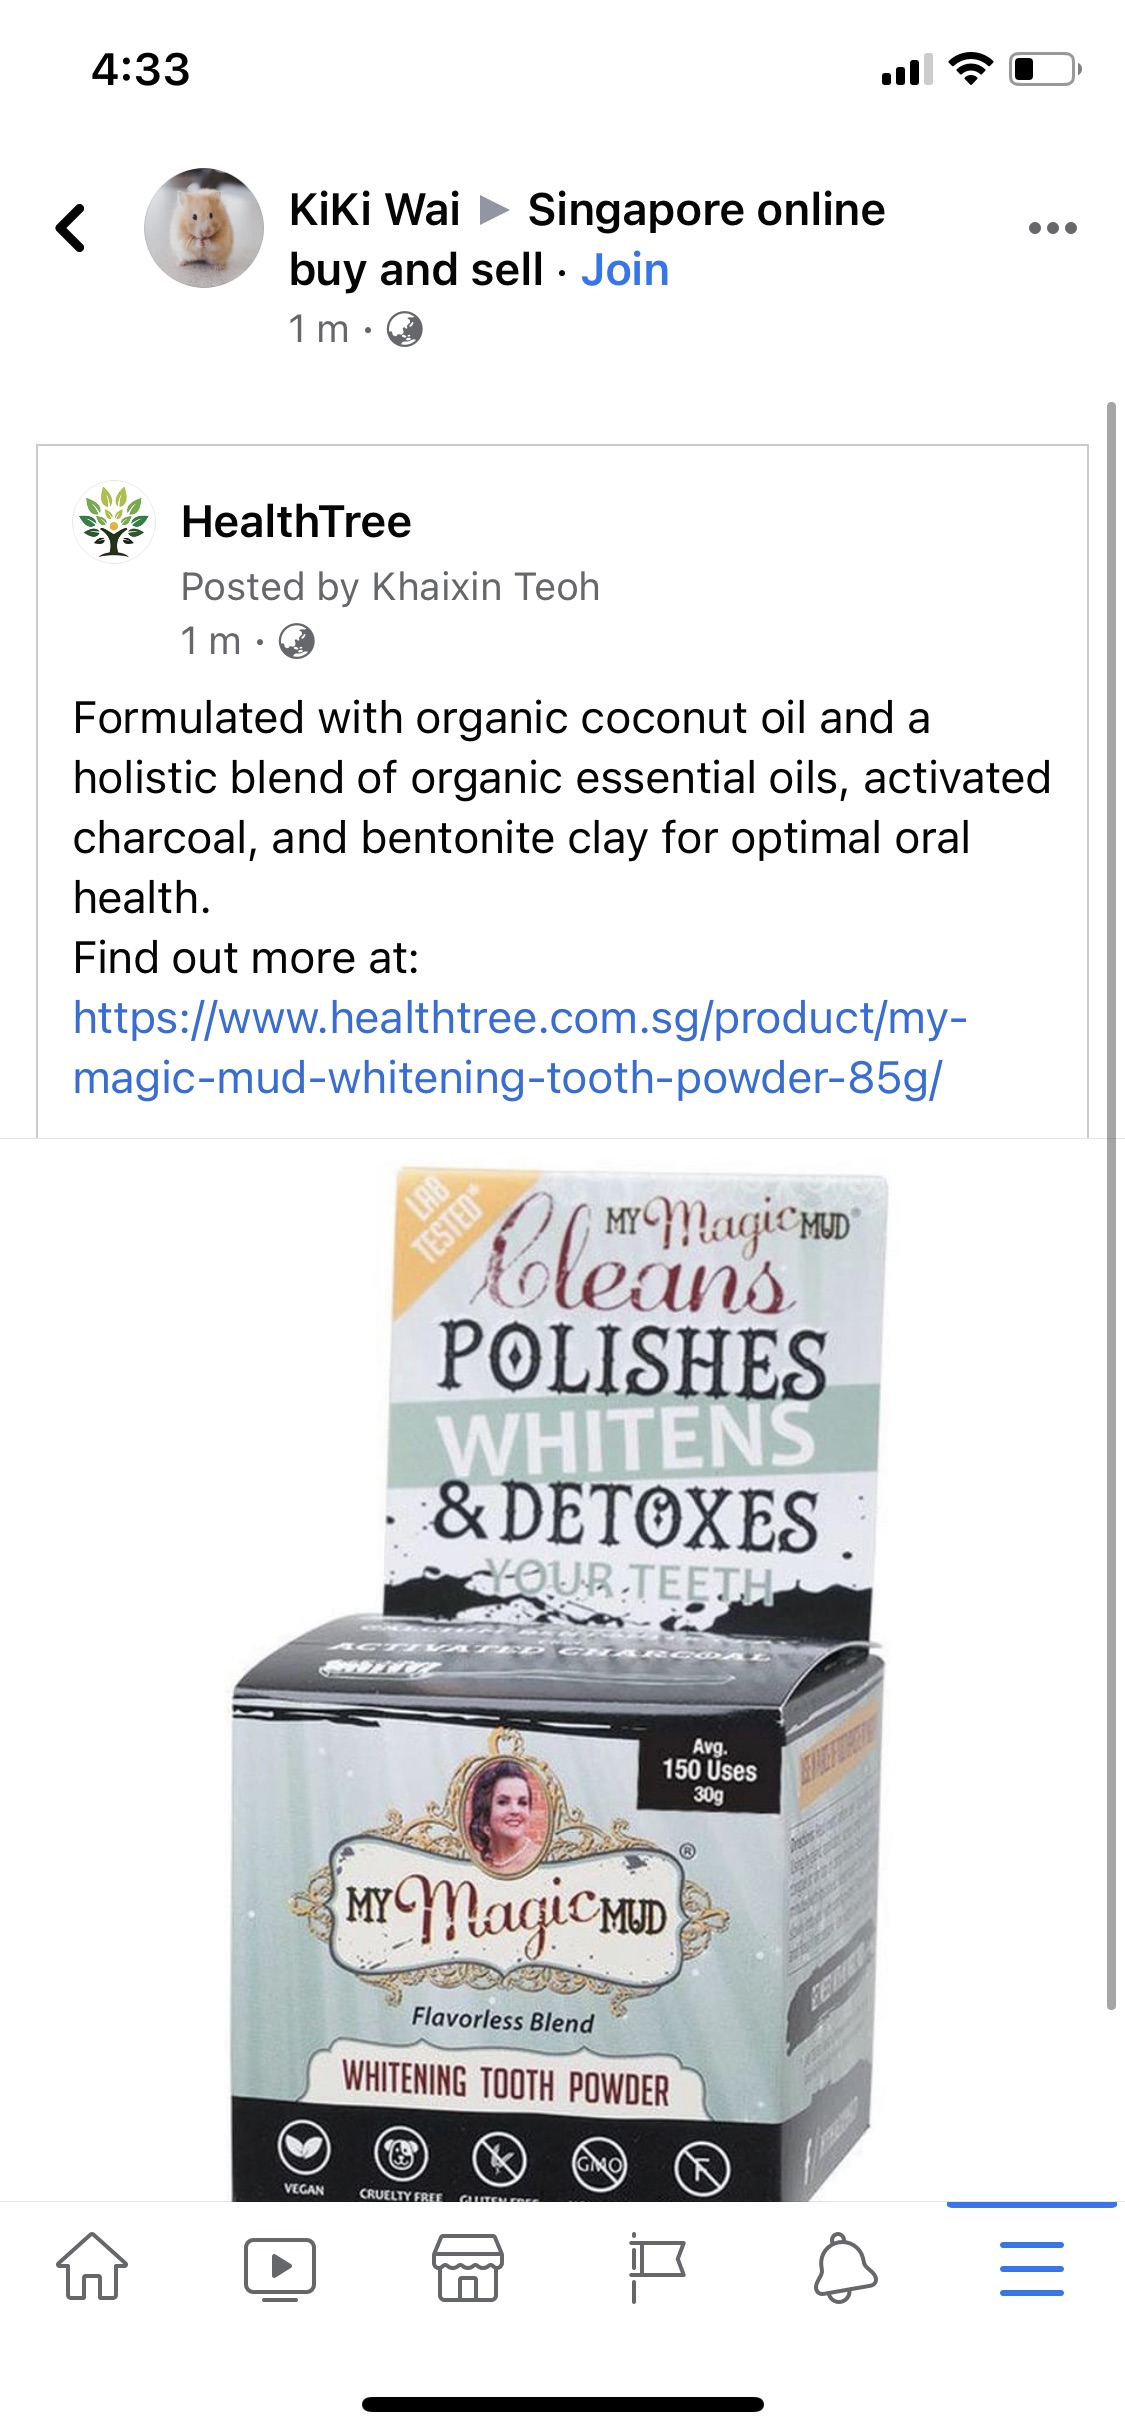 4:33
KiKi Wai ▶ Singapore online
buy and sell · Join
1 m ·
HealthTree
Posted by Khaixin Teoh
1 m ·
Formulated with organic coconut oil and a
holistic blend of organic essential oils, activated
charcoal, and bentonite clay for optimal oral
health.
Find out more at:
https://www.healthtree.com.sg/product/my-
magic-mud-whitening-tooth-powder-85g/
LAB
TESTED*
MY Magic MUD®
Cleans
POLISHES
WHITENS
& DETOXES
YOUR TEETH
ACTIVATED CHARCOAL
Avg.
150 Uses
30g
MY Magic MUD ®
Flavorless Blend
WHITENING TOOTH POWDER
GMO F
VEGAN CRUELTY FREE GLUTEN FREE